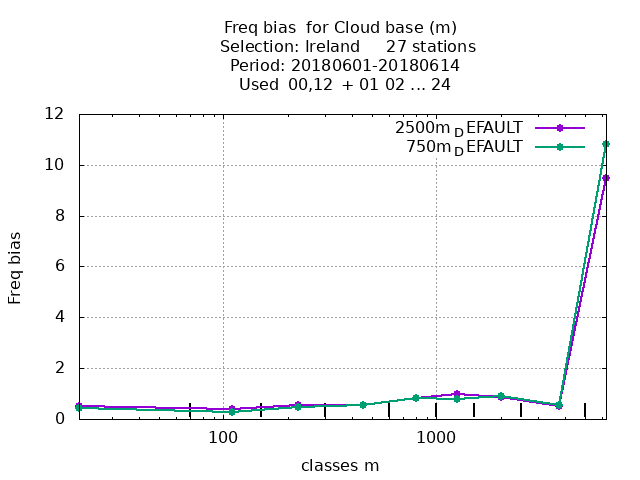 Freq bias  for Cloud base (m)
Selection: Ireland     27 stations
Period: 20180601-20180614
Used  00,12  + 01 02 ... 24
2500m_DEFAULT
750m_DEFAULT
12
10
8
6
4
2
0
Freq bias
100
1000
classes m